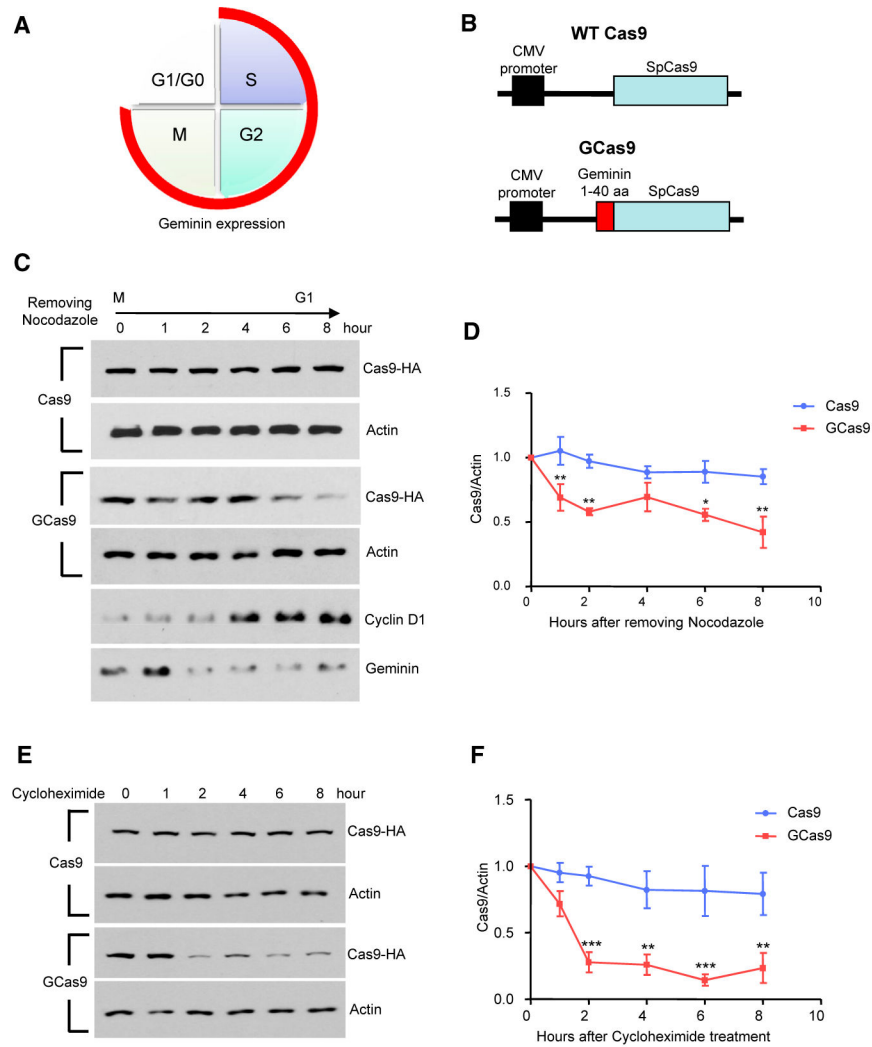 A
G1/G0
S
M
G2
Geminin expression
B
WT Cas9
CMV
promoter
SpCas9
GCas9
CMV
promoter
Geminin
1-40 aa
SpCas9
C
Removing
Nocodazole
M
G1
0 1 2 4 6 8 hour
Cas9
Cas9-HA
Actin
GCas9
Cas9-HA
Actin
Cyclin D1
Geminin
D
Cas9/Actin
1.5
1.0
0.5
0.0
0 2 4 6 8 10
Hours after removing Nocodazole
Cas9
GCas9
** ** * **
E
Cycloheximide 0 1 2 4 6 8 hour
Cas9
Cas9-HA
Actin
GCas9
Cas9-HA
Actin
F
Cas9/Actin
1.5
1.0
0.5
0.0
0 2 4 6 8 10
Hours after Cycloheximide treatment
Cas9
GCas9
*** ** *** **